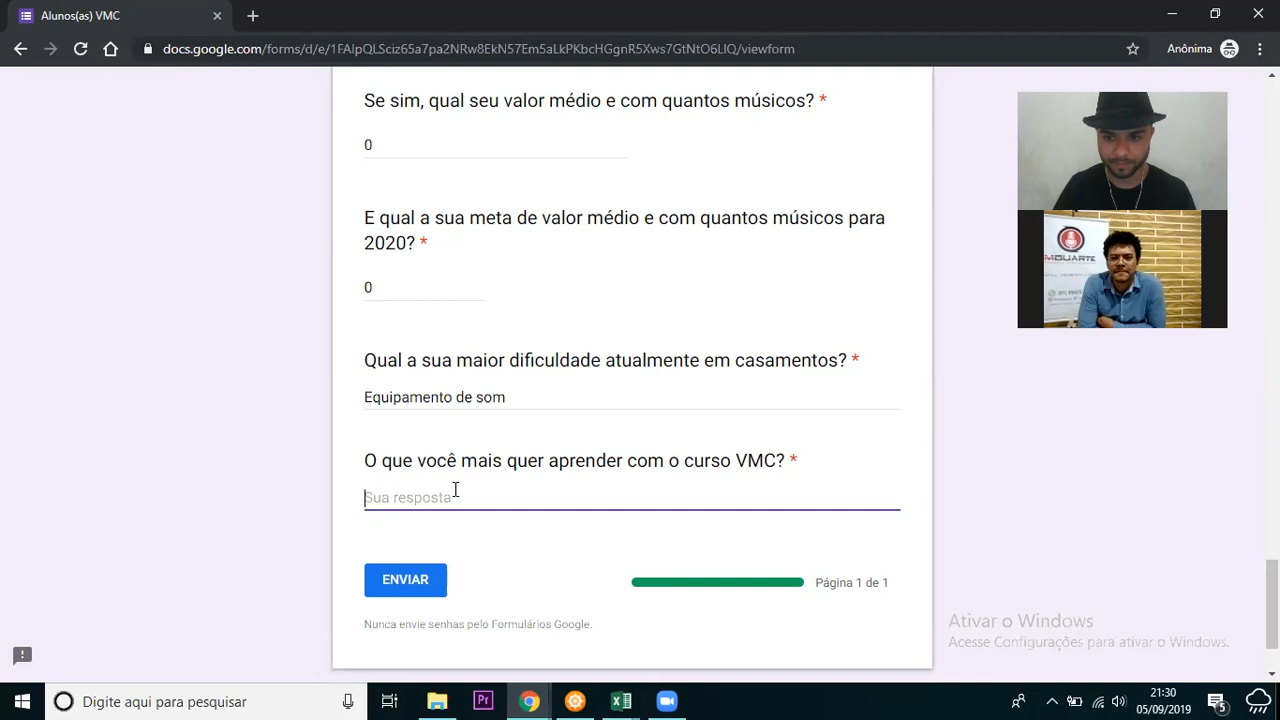 Alunos(as) VMC
docs.google.com/forms/d/e/1FAIpQLSciz65a7pa2NRw8EkN57Em5aLkPKbcHGgnR5Xws7GtNtO6LIQ/viewform
Anônima
Se sim, qual seu valor médio e com quantos músicos? *
0
E qual a sua meta de valor médio e com quantos músicos para
2020? *
0
Qual a sua maior dificuldade atualmente em casamentos? *
Equipamento de som
O que você mais quer aprender com o curso VMC? *
Sua resposta
ENVIAR
Página 1 de 1
Nunca envie senhas pelo Formulários Google.
DUARTE
Ativar o Windows
Acesse Configurações para ativar o Windows.
Digite aqui para pesquisar
Pr
21:30
05/09/2019
5